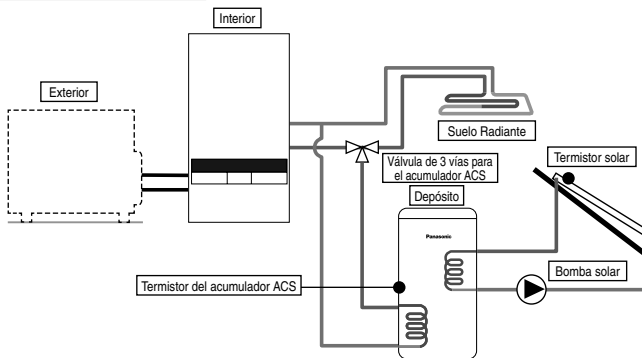 Interior
Exterior
Suelo Radiante
Termistor solar
Válvula de 3 vías para
el acumulador ACS
Depósito
Panasonic
Termistor del acumulador ACS
Bomba solar